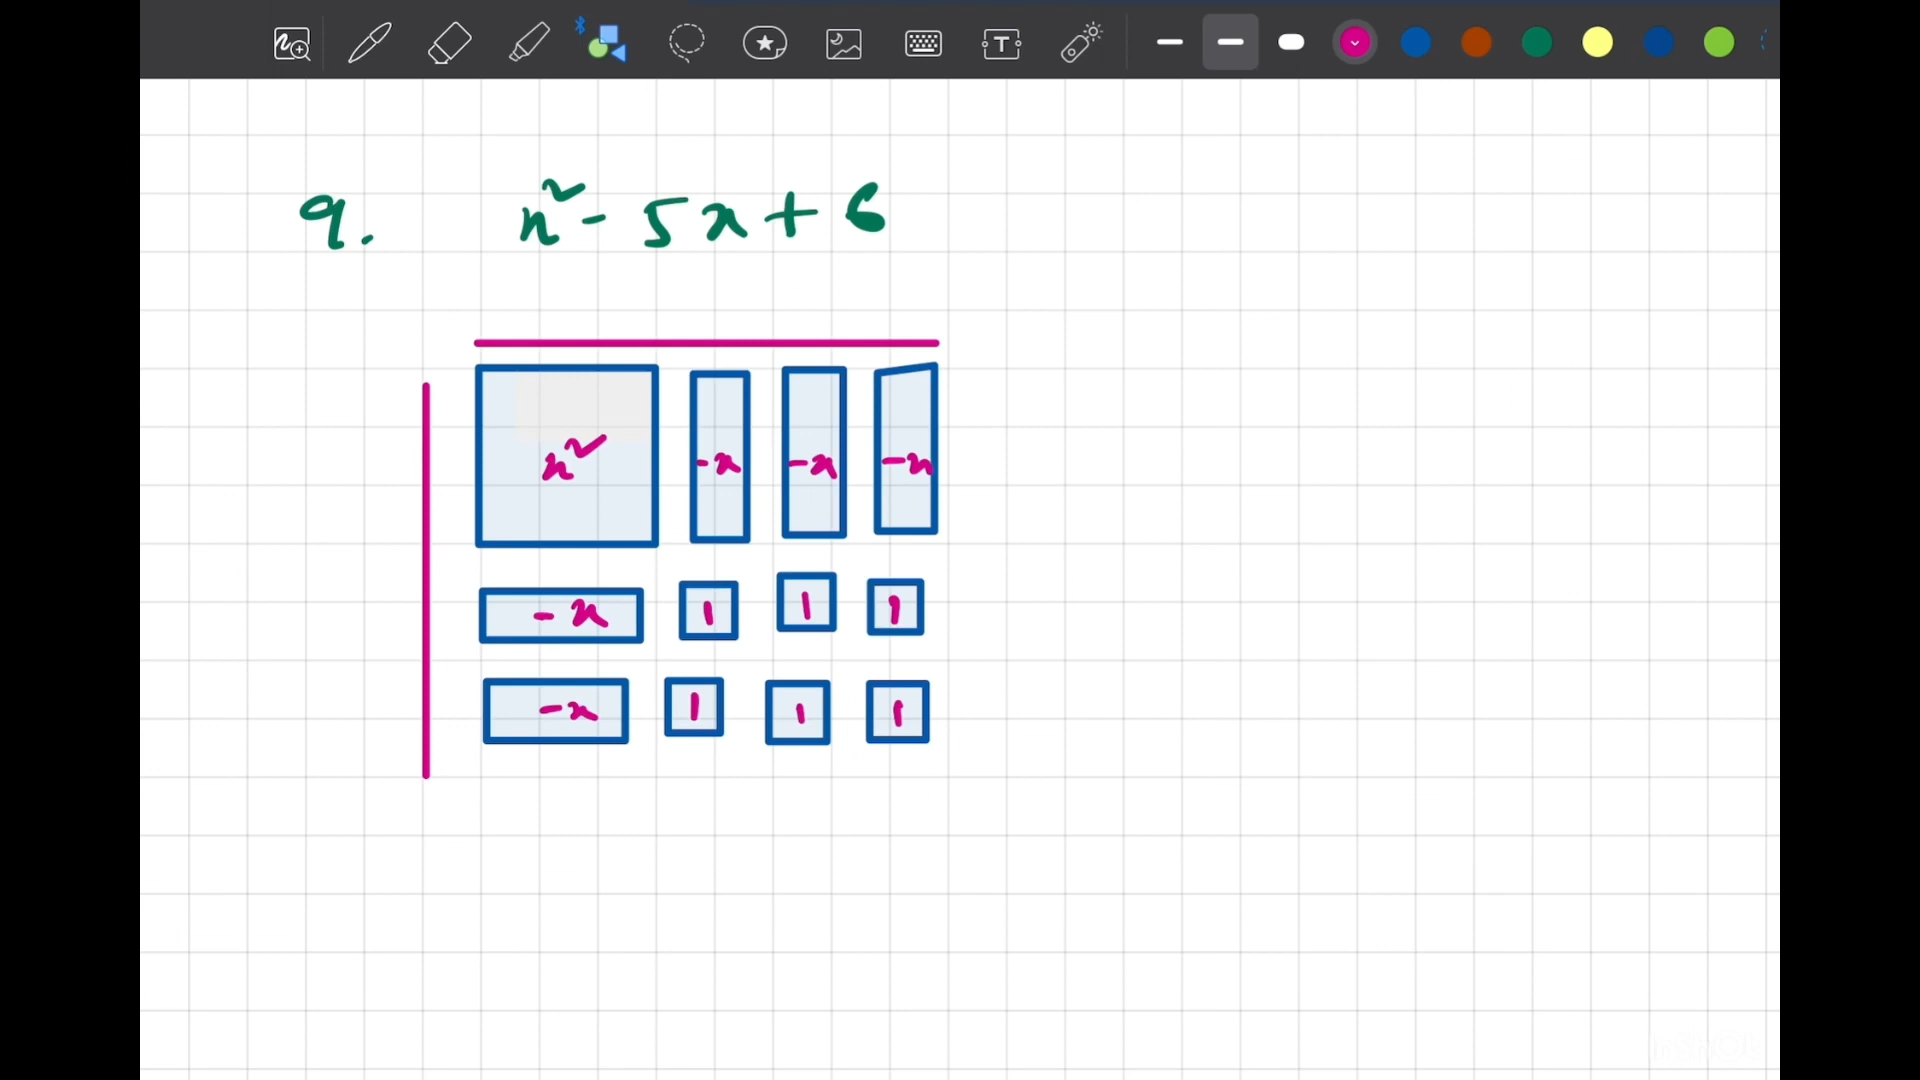 9. x² - 5x + 6
x² -x -x -x
-x 1 1 1
-x 1 1 1